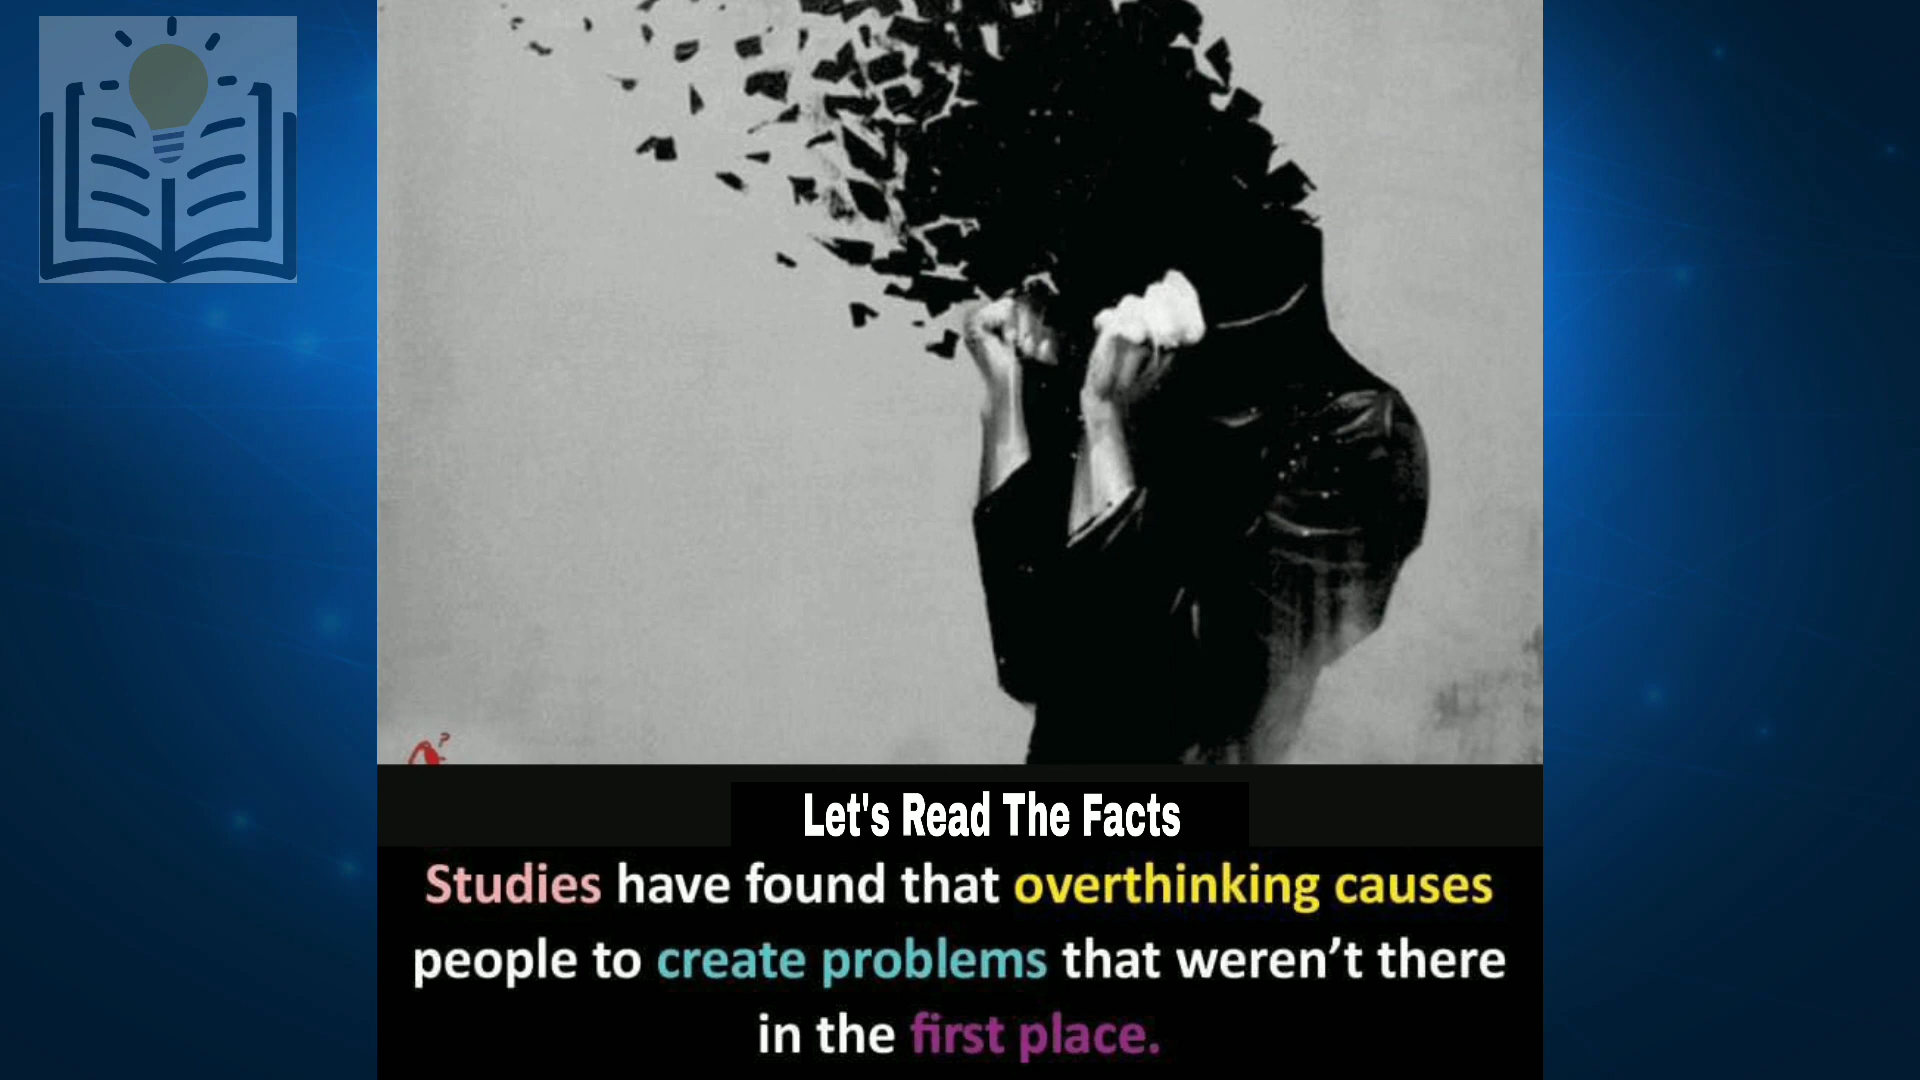 Let's Read The Facts
Studies have found that overthinking causes
people to create problems that weren’t there
in the first place.